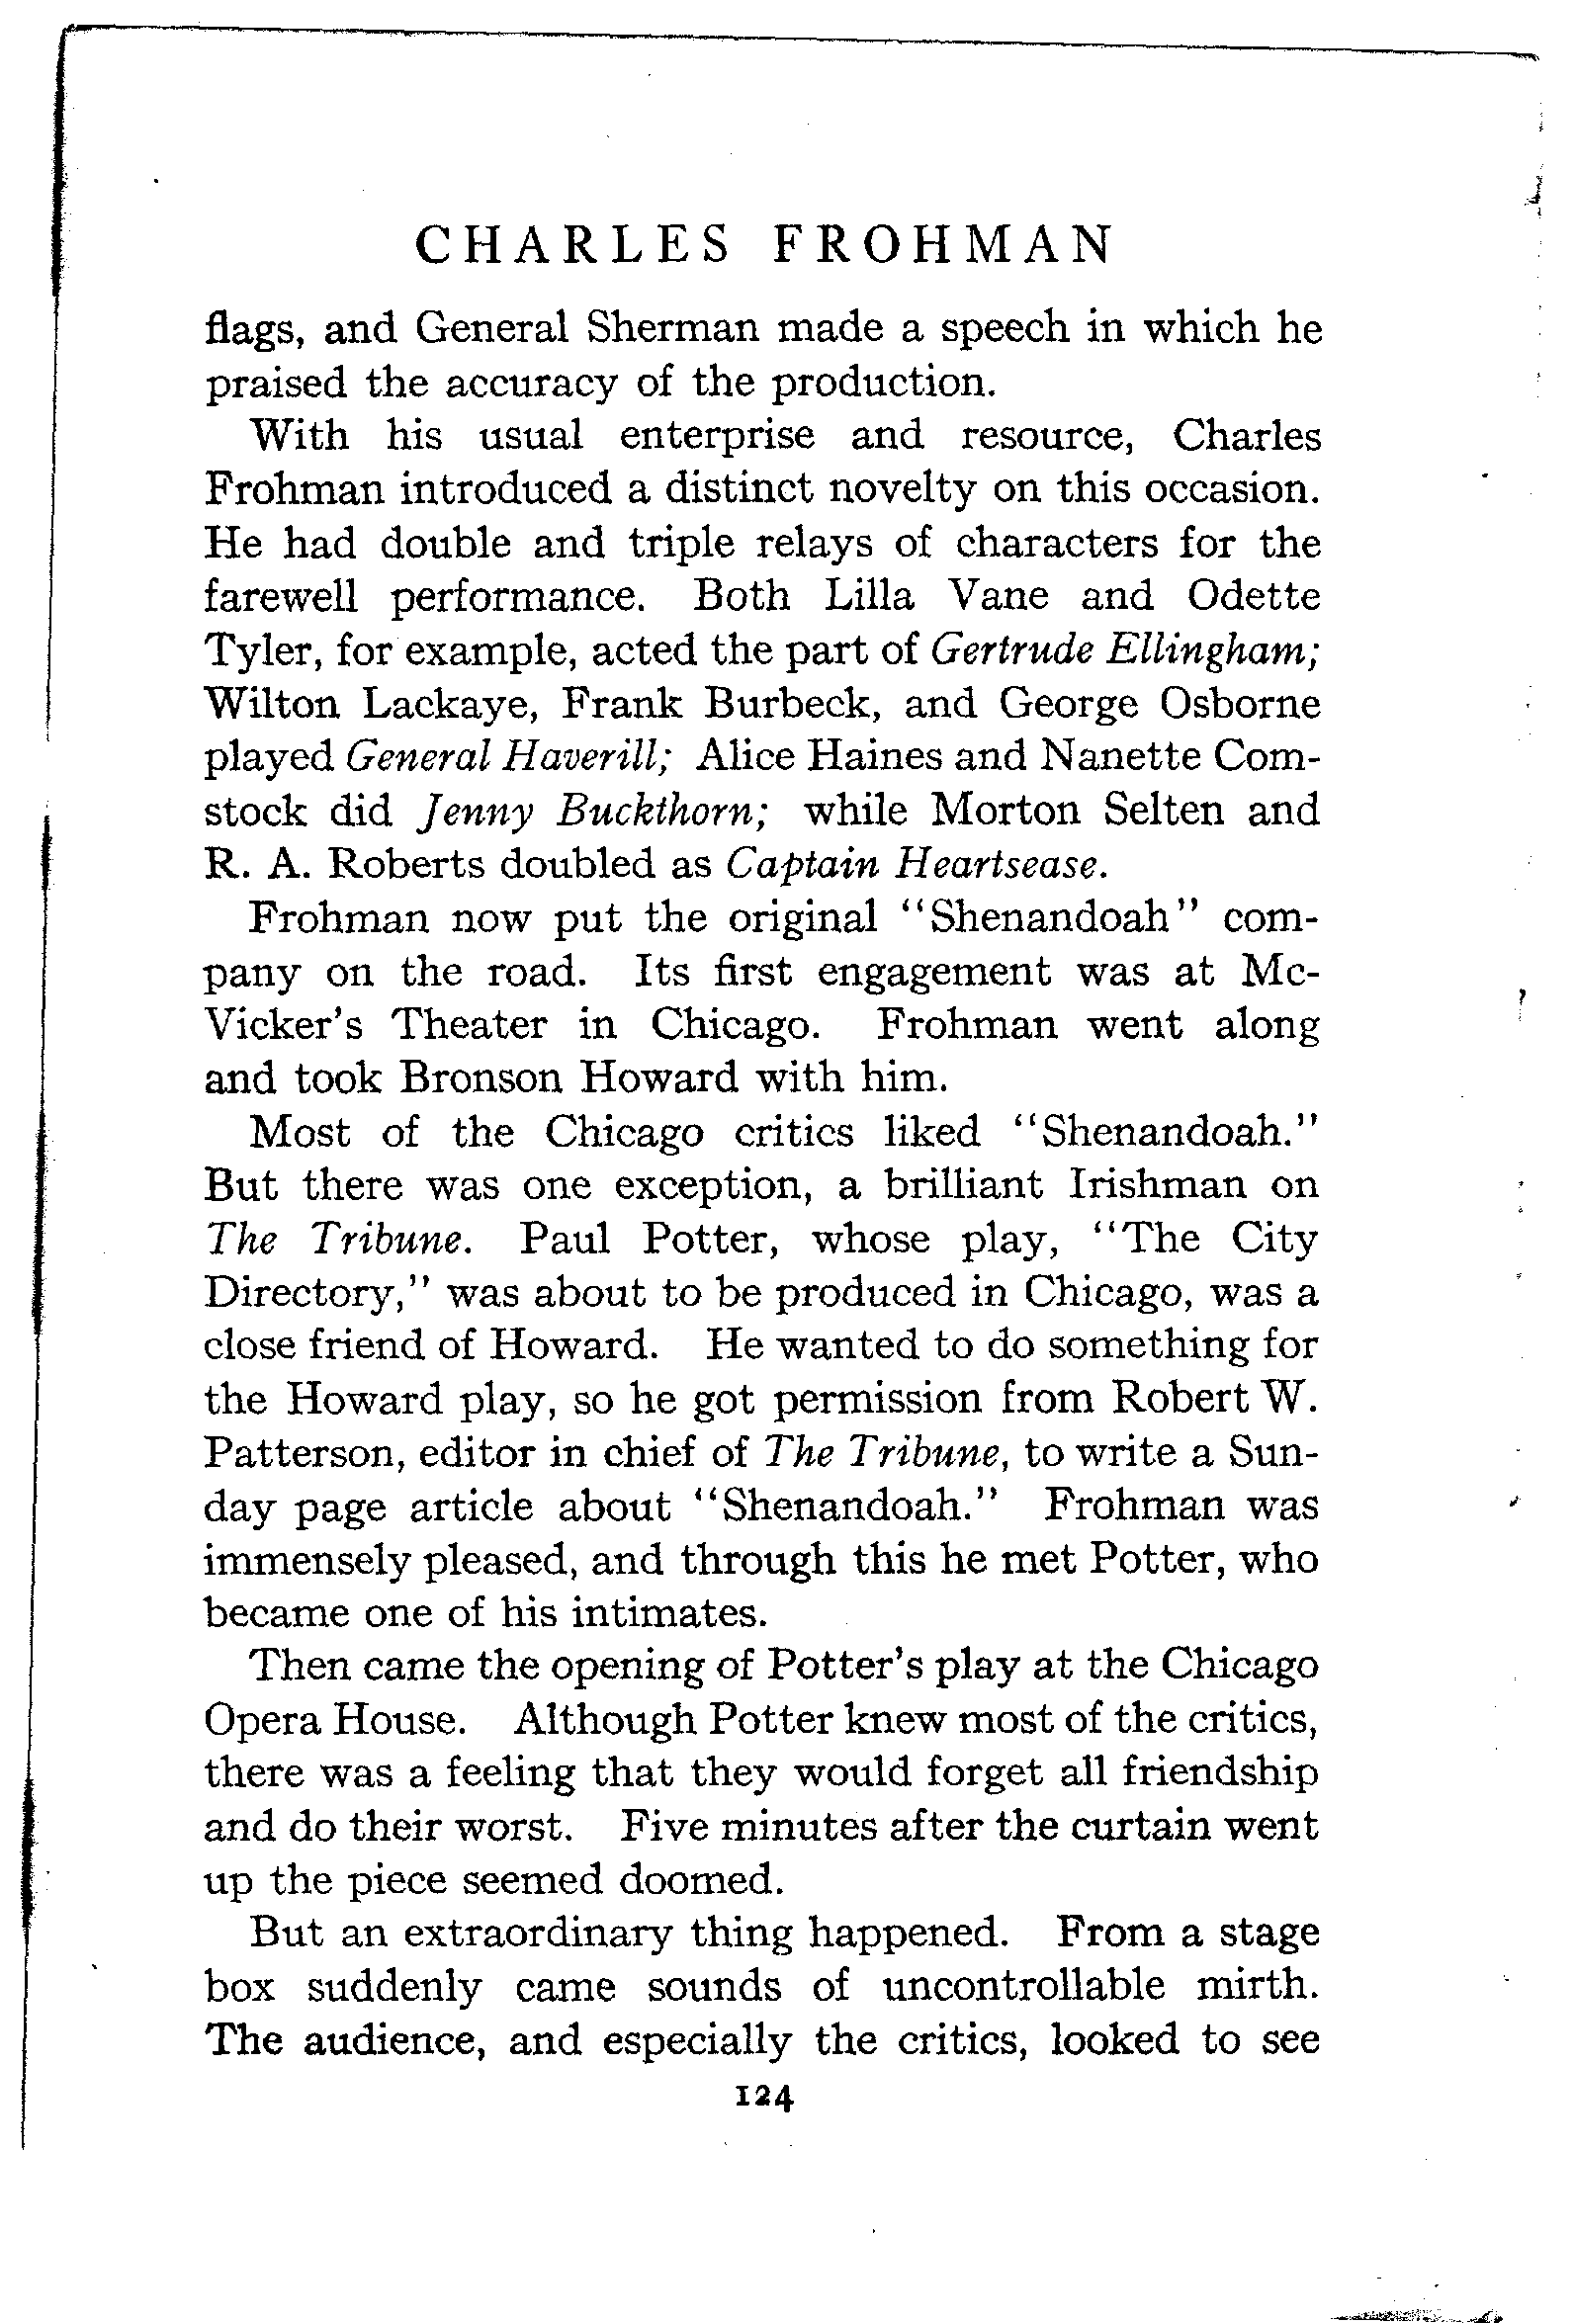 CHARLES FROHMAN
flags, and General Sherman made a speech in which he
praised the accuracy of the production.
With his usual enterprise and resource, Charles
Frohman introduced a distinct novelty on this occasion.
He had double and triple relays of characters for the
farewell performance. Both Lilla Vane and Odette
Tyler, for example, acted the part of Gertrude Ellingham;
Wilton Lackaye, Frank Burbeck, and George Osborne
played General Haverill; Alice Haines and Nanette Com-
stock did Jenny Buckthorn; while Morton Selten and
R. A. Roberts doubled as Captain Heartsease.
Frohman now put the original "Shenandoah" com-
pany on the road. Its first engagement was at Mc-
Vicker's Theater in Chicago. Frohman went along
and took Bronson Howard with him.
Most of the Chicago critics liked "Shenandoah."
But there was one exception, a brilliant Irishman on
The Tribune. Paul Potter, whose play, "The City
Directory," was about to be produced in Chicago, was a
close friend of Howard. He wanted to do something for
the Howard play, so he got permission from Robert W.
Patterson, editor in chief of The Tribune, to write a Sun-
day page article about "Shenandoah." Frohman was
immensely pleased, and through this he met Potter, who
became one of his intimates.
Then came the opening of Potter's play at the Chicago
Opera House. Although Potter knew most of the critics,
there was a feeling that they would forget all friendship
and do their worst. Five minutes after the curtain went
up the piece seemed doomed.
But an extraordinary thing happened. From a stage
box suddenly came sounds of uncontrollable mirth.
The audience, and especially the critics, looked to see
124